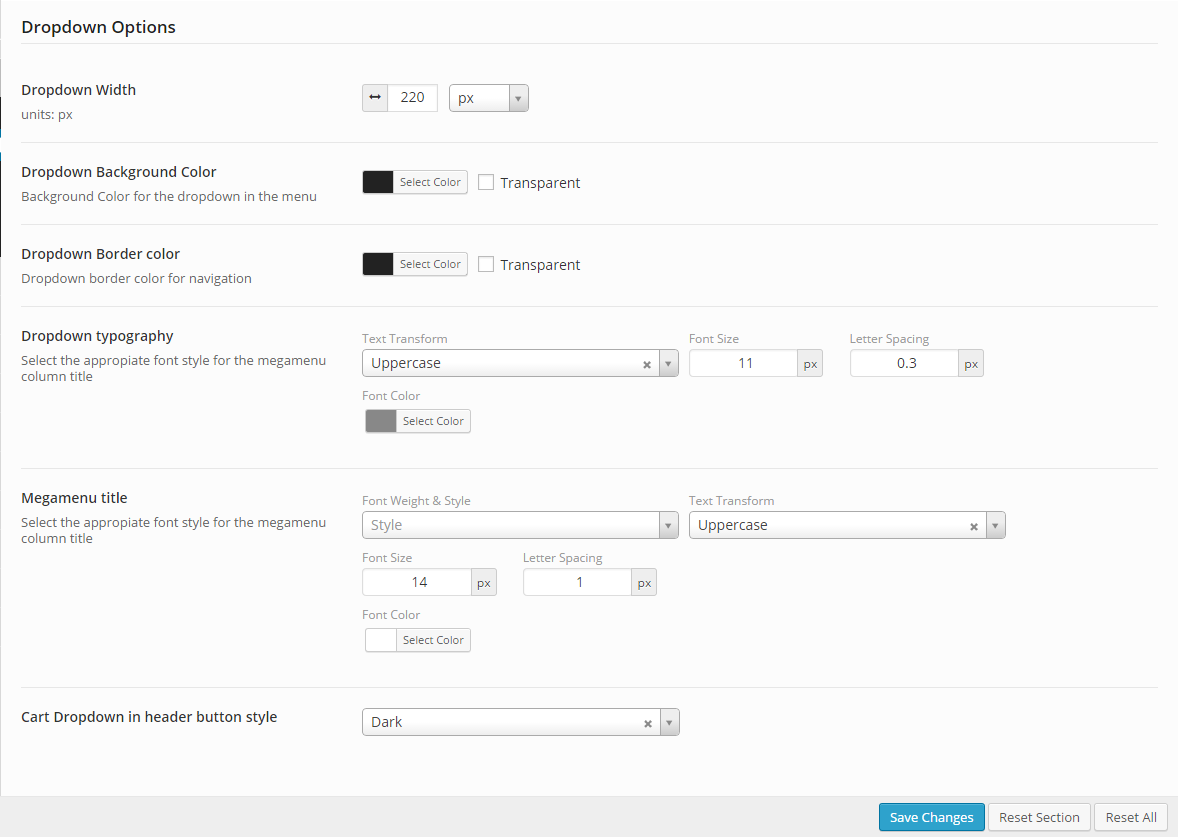 Dropdown Options
Dropdown Width
units: px
220
px
Dropdown Background Color
Background Color for the dropdown in the menu
Select Color
Transparent
Dropdown Border color
Dropdown border color for navigation
Select Color
Transparent
Dropdown typography
Select the appropiate font style for the megamenu
column title
Text Transform
Uppercase
Font Size
11 px
Letter Spacing
0.3 px
Font Color
Select Color
Megamenu title
Select the appropiate font style for the megamenu
column title
Font Weight & Style
Style
Text Transform
Uppercase
Font Size
14 px
Letter Spacing
1 px
Font Color
Select Color
Cart Dropdown in header button style
Dark
Save Changes
Reset Section
Reset All